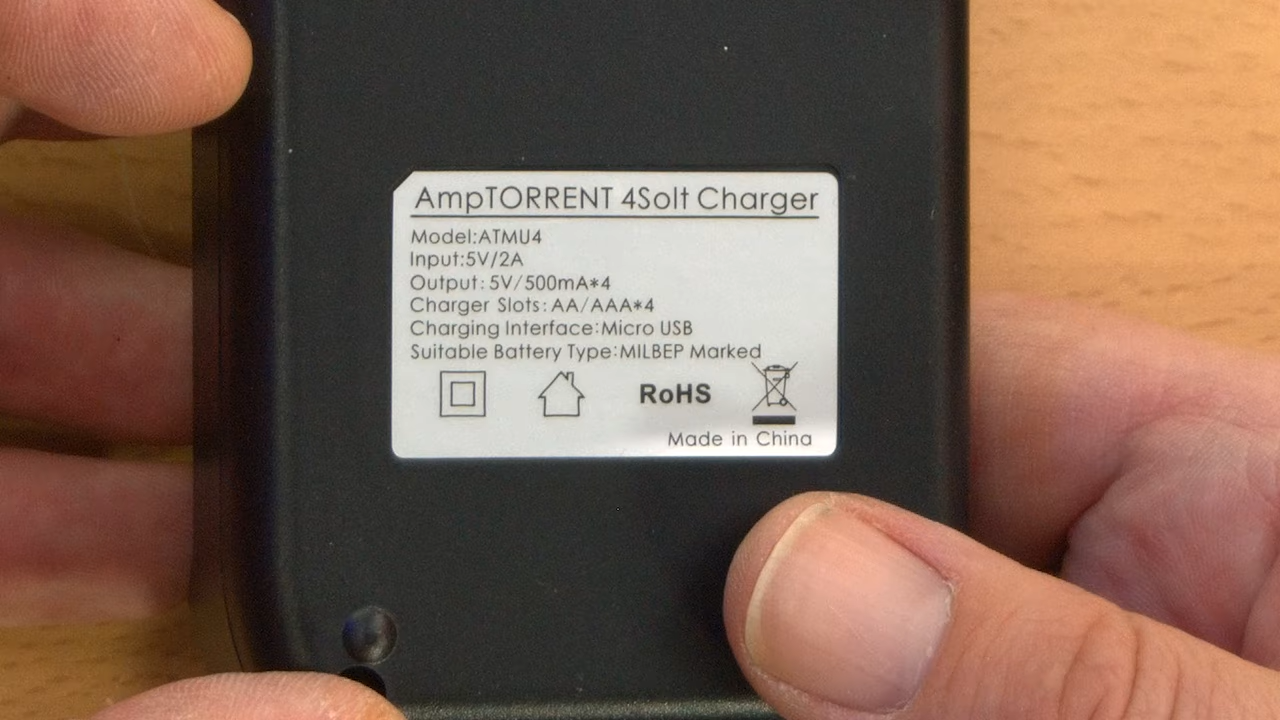 AmpTORRENT 4Solt Charger
Model:ATMU4
Input:5V/2A
Output: 5V/500mA*4
Charger Slots: AA/AAA*4
Charging Interface:Micro USB
Suitable Battery Type:MILBEP Marked
RoHS
Made in China